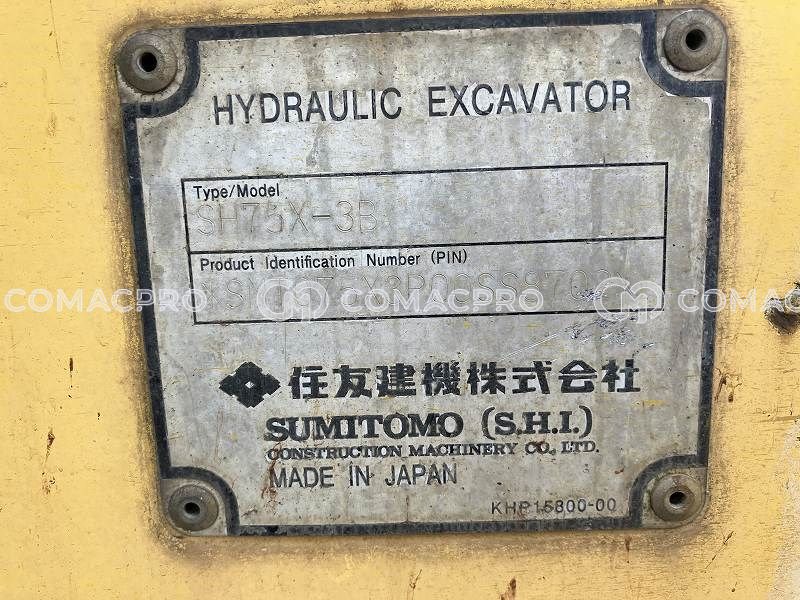 HYDRAULIC EXCAVATOR
Type/Model
SH75X-3B
Product Identification Number (PIN)
COMACPRO COMACPRO
住友建機株式会社
SUMITOMO (S.H.I.)
CONSTRUCTION MACHINERY CO., LTD.
MADE IN JAPAN
KHP15800-00